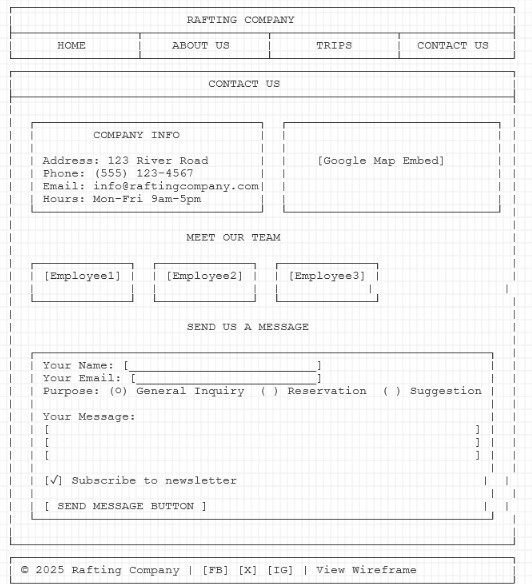 RAFTING COMPANY
HOME ABOUT US TRIPS CONTACT US
CONTACT US
COMPANY INFO
Address: 123 River Road [Google Map Embed]
Phone: (555) 123-4567
Email: info@raftingcompany.com
Hours: Mon-Fri 9am-5pm
MEET OUR TEAM
[Employee1] [Employee2] [Employee3]
SEND US A MESSAGE
Your Name: [__________________________]
Your Email: [_________________________]
Purpose: (o) General Inquiry ( ) Reservation ( ) Suggestion
Your Message:
[ ]
[ ]
[ ]
[✓] Subscribe to newsletter
[ SEND MESSAGE BUTTON ]
© 2025 Rafting Company | [FB] [X] [IG] | View Wireframe